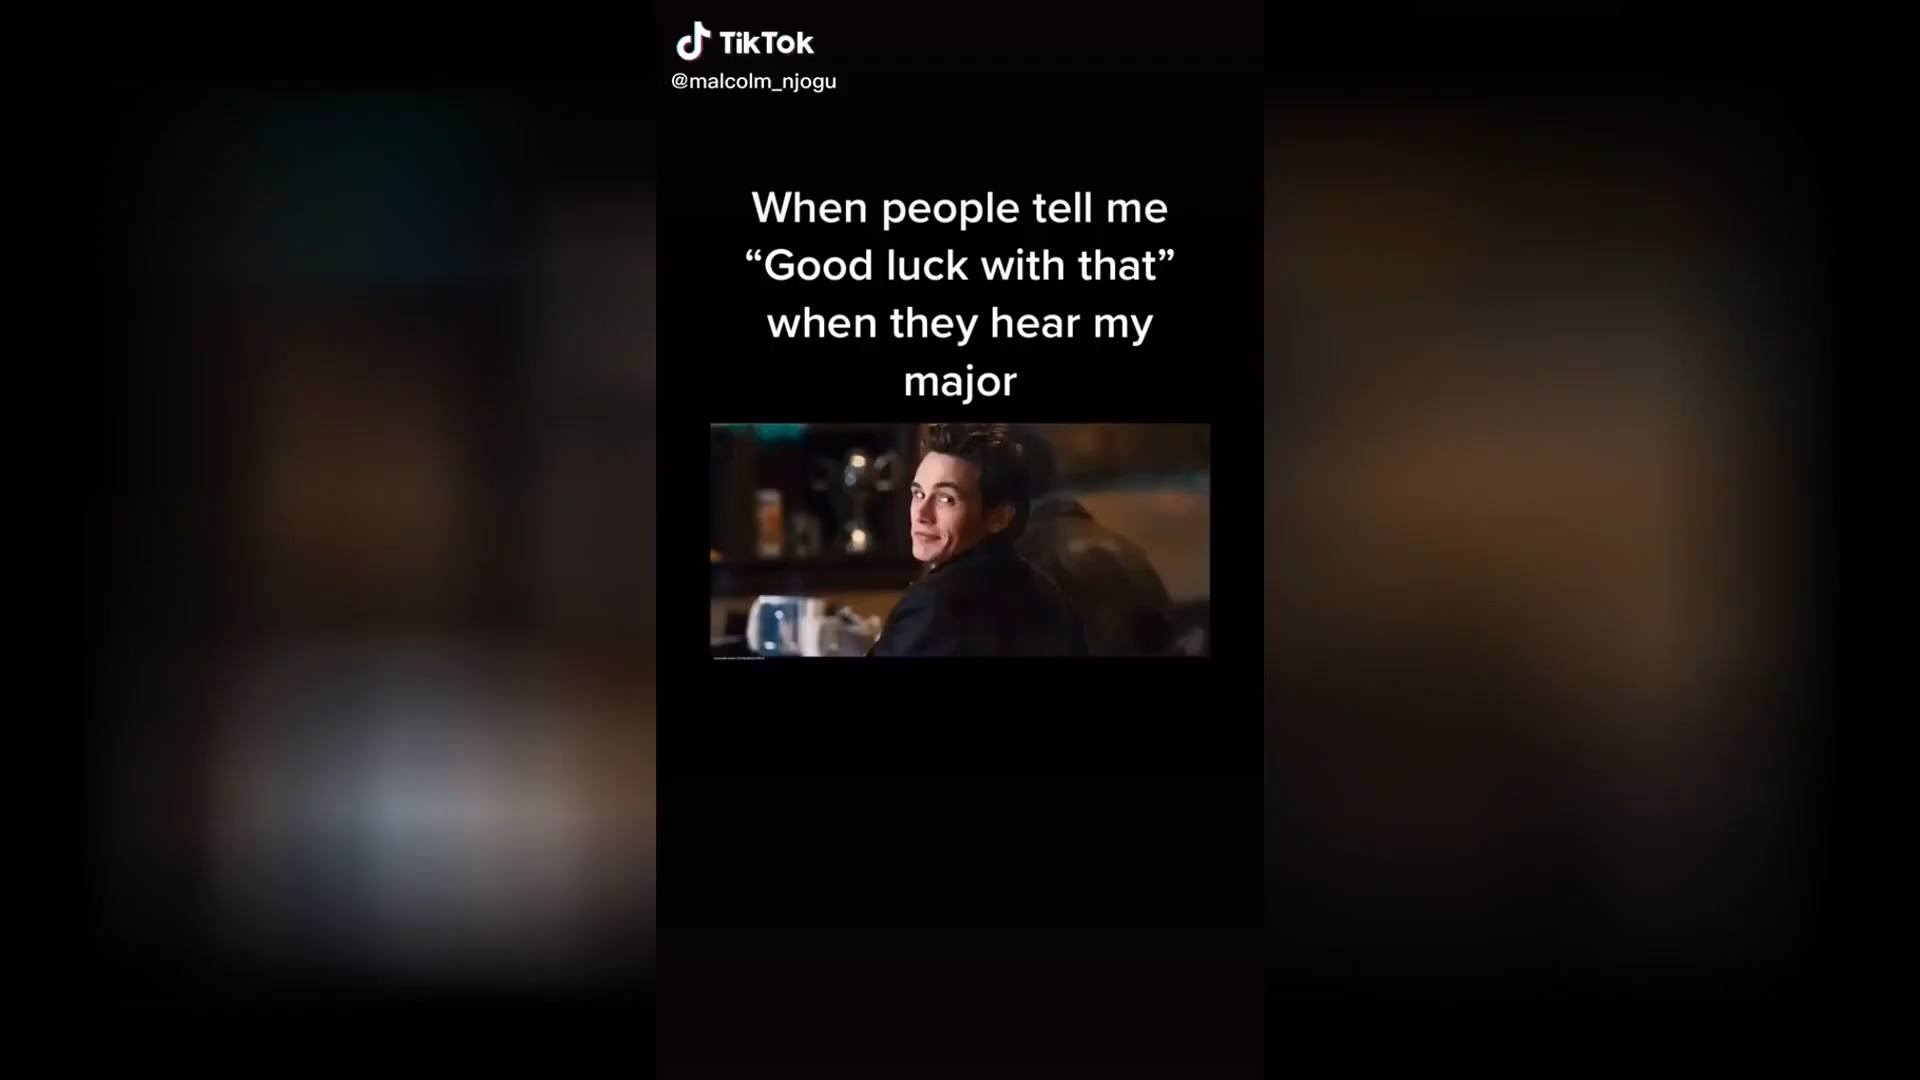 TikTok
@malcolm_njogu
When people tell me
“Good luck with that”
when they hear my
major